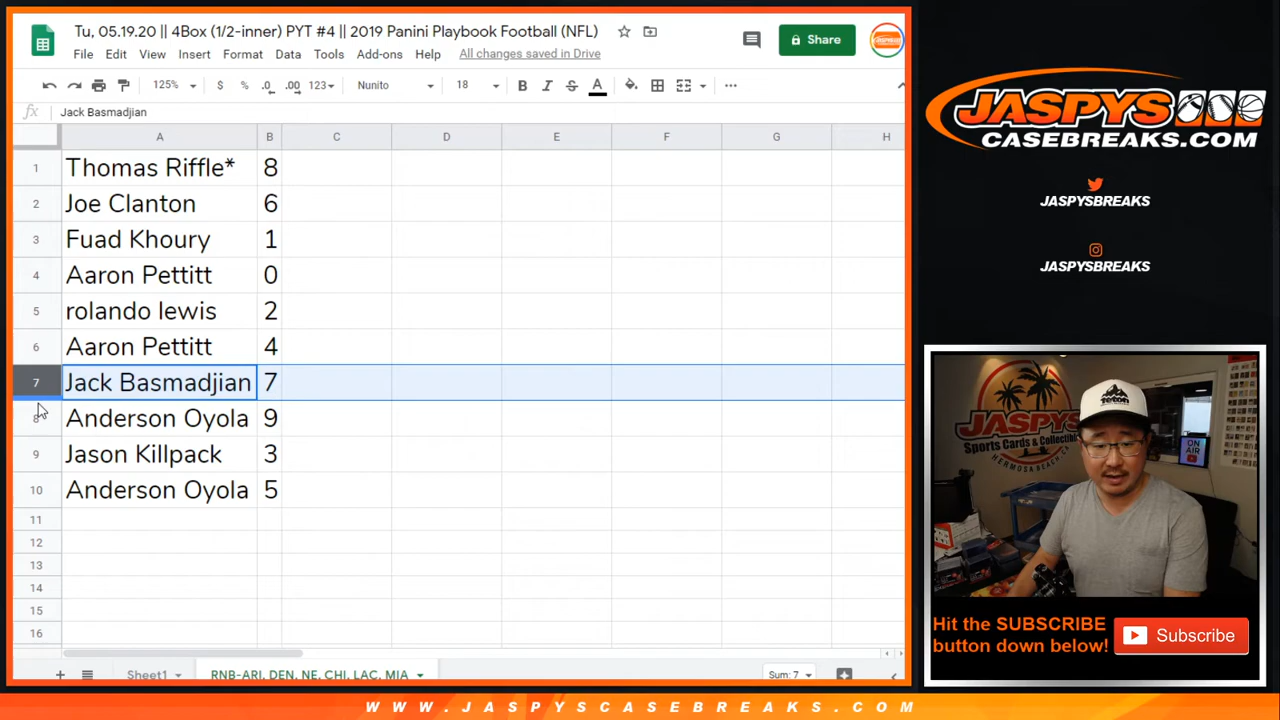 Tu, 05.19.20 || 4Box (1/2-inner) PYT #4 || 2019 Panini Playbook Football (NFL)
File Edit View Insert Format Data Tools Add-ons Help All changes saved in Drive
Share
125% $ % .0 .00 123 Nunito 18 B I S A
fx Jack Basmadjian
A B C D E F G H
1 Thomas Riffle* 8
2 Joe Clanton 6
3 Fuad Khoury 1
4 Aaron Pettitt 0
5 rolando lewis 2
6 Aaron Pettitt 4
7 Jack Basmadjian 7
8 Anderson Oyola 9
9 Jason Killpack 3
10 Anderson Oyola 5
11
12
13
14
15
16
Sheet1 RNB-ARI, DEN, NE, CHI, LAC, MIA Sum: 7
JASPYS
CASEBREAKS.COM
JASPYSBREAKS
JASPYSBREAKS
JASPYS
Sports Cards & Collectibl
HERMOSA BEACH, CA
ON
AIR
TETON
Hit the SUBSCRIBE
button down below!
Subscribe
WWW.JASPYSCASEBREAKS.COM